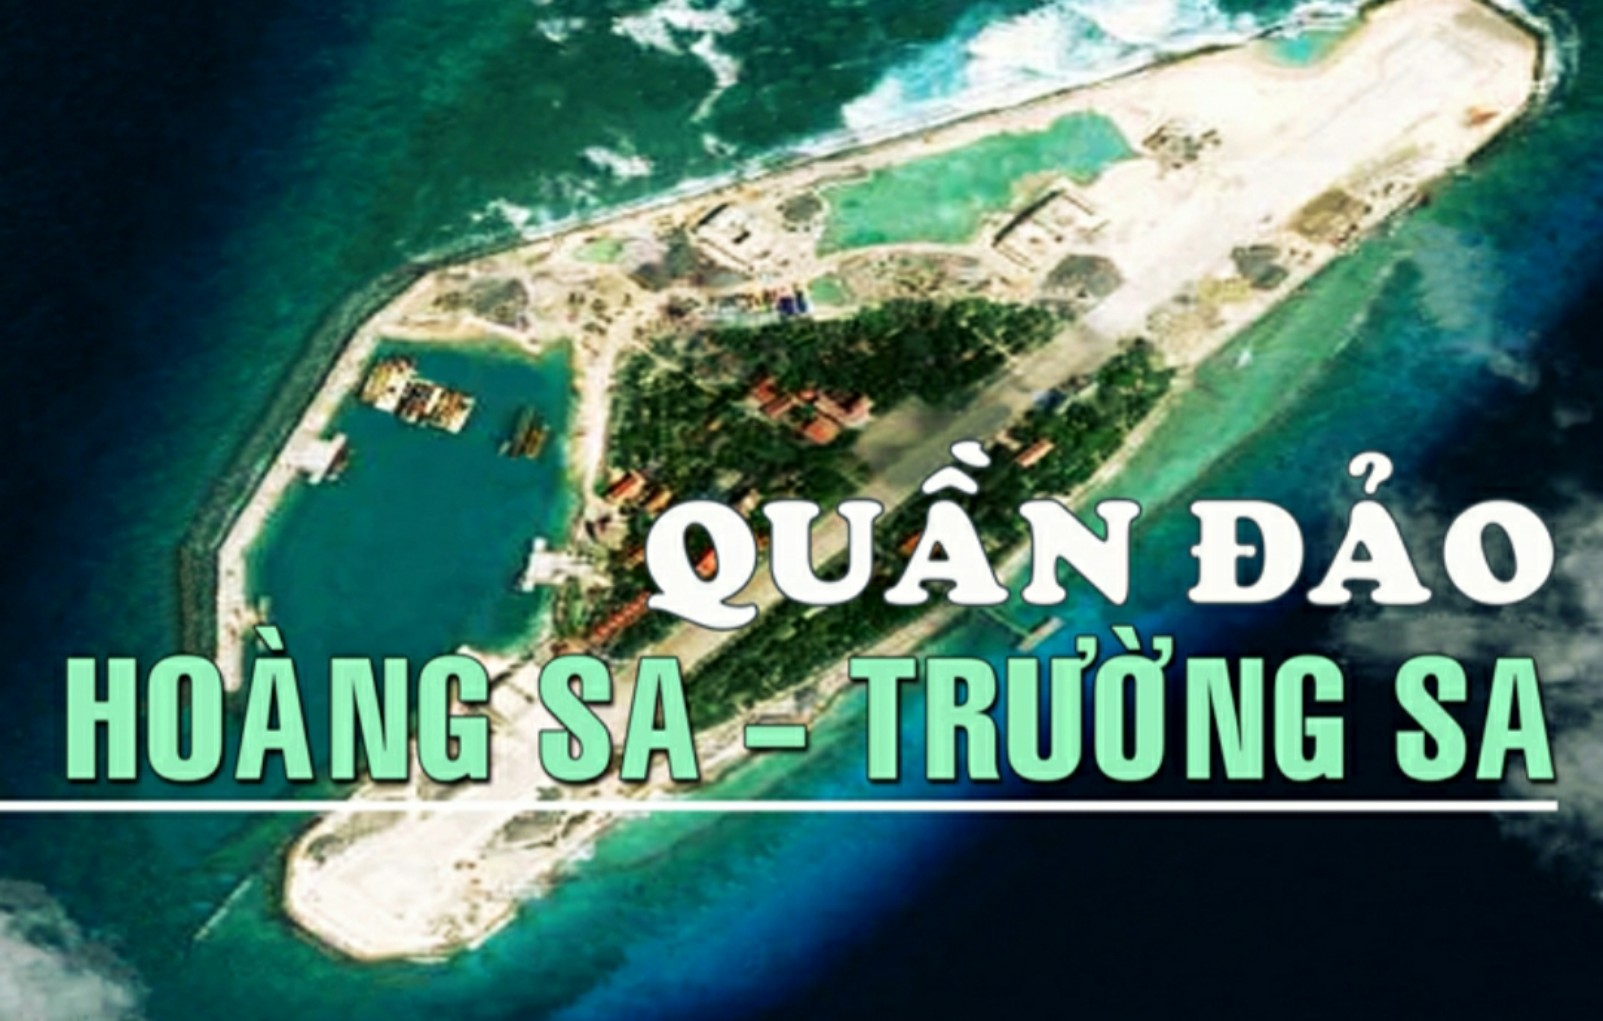 QUẦN ĐẢO
HOÀNG SA – TRƯỜNG SA